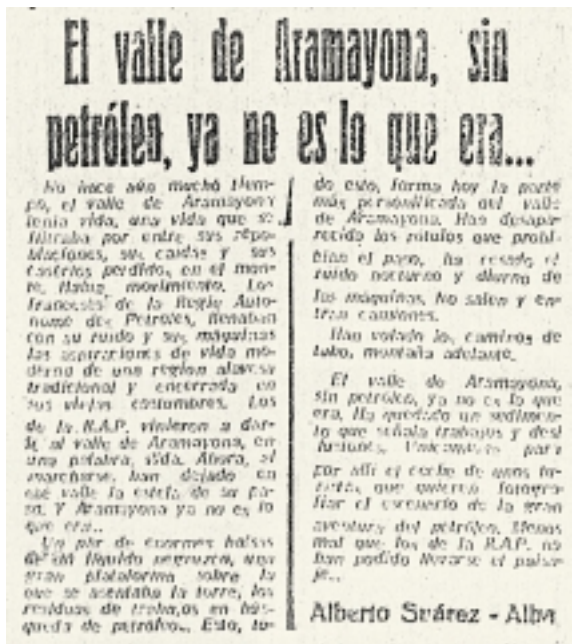 El valle de Aramayona, sin
petróleo, ya no es lo que era...
No hace aún mucho tiem-
po, el valle de Aramayona
tenía vida, una vida que se
filtraba por entre sus repo-
blaciones, sus caídas y sus
caseríos perdidos, en el mon-
te. Había movimiento. Los
franceses de la Regie Auto-
nome des Petroles, llenaban
con su ruido y sus máquinas
las aspiraciones de vida mo-
derna de una región alavesa
tradicional y encerrada en
sus viejas costumbres. Los
de la R.A.P. vinieron a dar-
le al valle de Aramayona, en
una palabra, vida. Ahora, al
marcharse, han dejado en
ese valle la estela de su pa-
so. Y Aramayona ya no es lo
que era...
Un par de enormes balsas
de un líquido negruzco, una
gran plataforma sobre la
que se asentaba la torre, los
residuos de trabajos en bús-
queda de petróleo... Esto, to-
do esto, forma hoy la parte
más personificada del valle
de Aramayona. Han desapa-
recido los rótulos que prohi-
bían el paso, ha cesado el
ruido nocturno y diurno de
las máquinas. No salen y en-
tran camiones.
Han volado los caminos de
tubo, montaña adelante.
El valle de Aramayona,
sin petróleo, ya no es lo que
era. Ha quedado un sedimen-
to que señala trabajos y desi
lusiones. Unicamente para
por allí el coche de unos tu-
ristas que quieren fotogra-
fiar el escenario de la gran
aventura del petróleo. Menos
mal que los de la R.A.P. no
han podido llevarse el paisa-
je...
Alberto Suárez - Alba